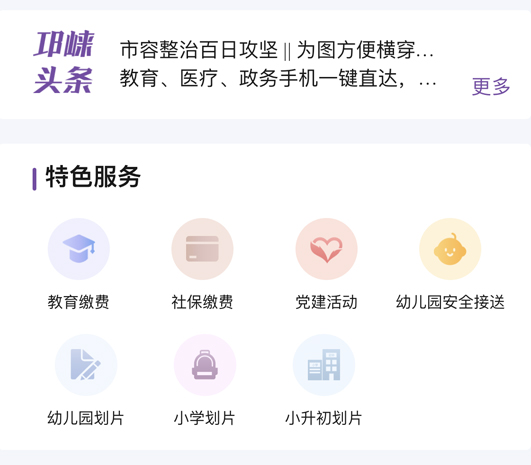 邛崃
头条
市容整治百日攻坚 || 为图方便横穿...
教育、医疗、政务手机一键直达，...
更多
特色服务
教育缴费
社保缴费
党建活动
幼儿园安全接送
幼儿园划片
小学划片
小升初划片